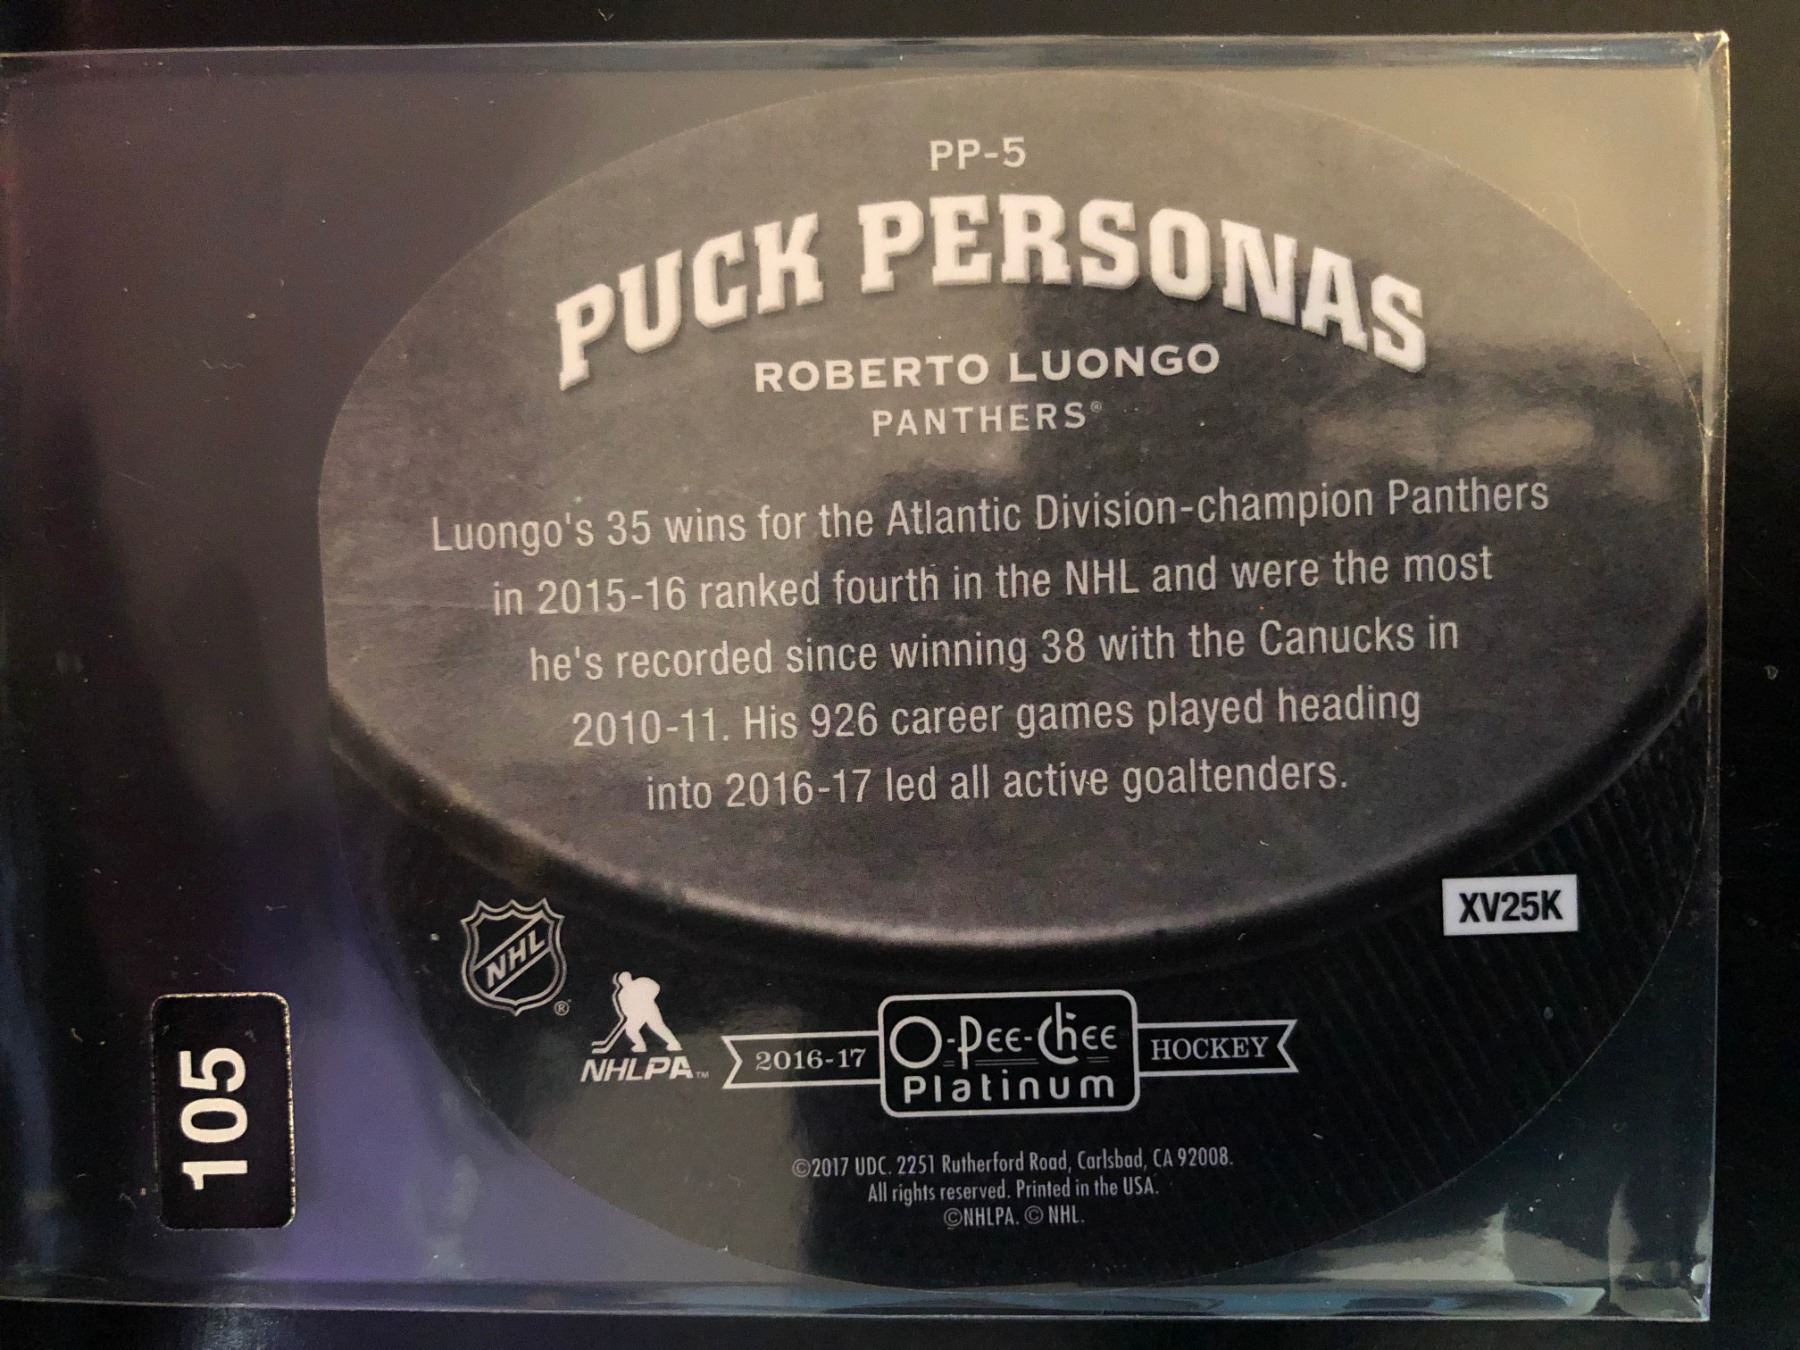 PP-5
PUCK PERSONAS
ROBERTO LUONGO
PANTHERS®
Luongo's 35 wins for the Atlantic Division-champion Panthers
in 2015-16 ranked fourth in the NHL and were the most
he's recorded since winning 38 with the Canucks in
2010-11. His 926 career games played heading
into 2016-17 led all active goaltenders.
XV25K
NHL ®
NHLPA™
2016-17 O-Pee-Chee HOCKEY
Platinum
©2017 UDC. 2251 Rutherford Road, Carlsbad, CA 92008.
All rights reserved. Printed in the USA.
©NHLPA. © NHL.
105